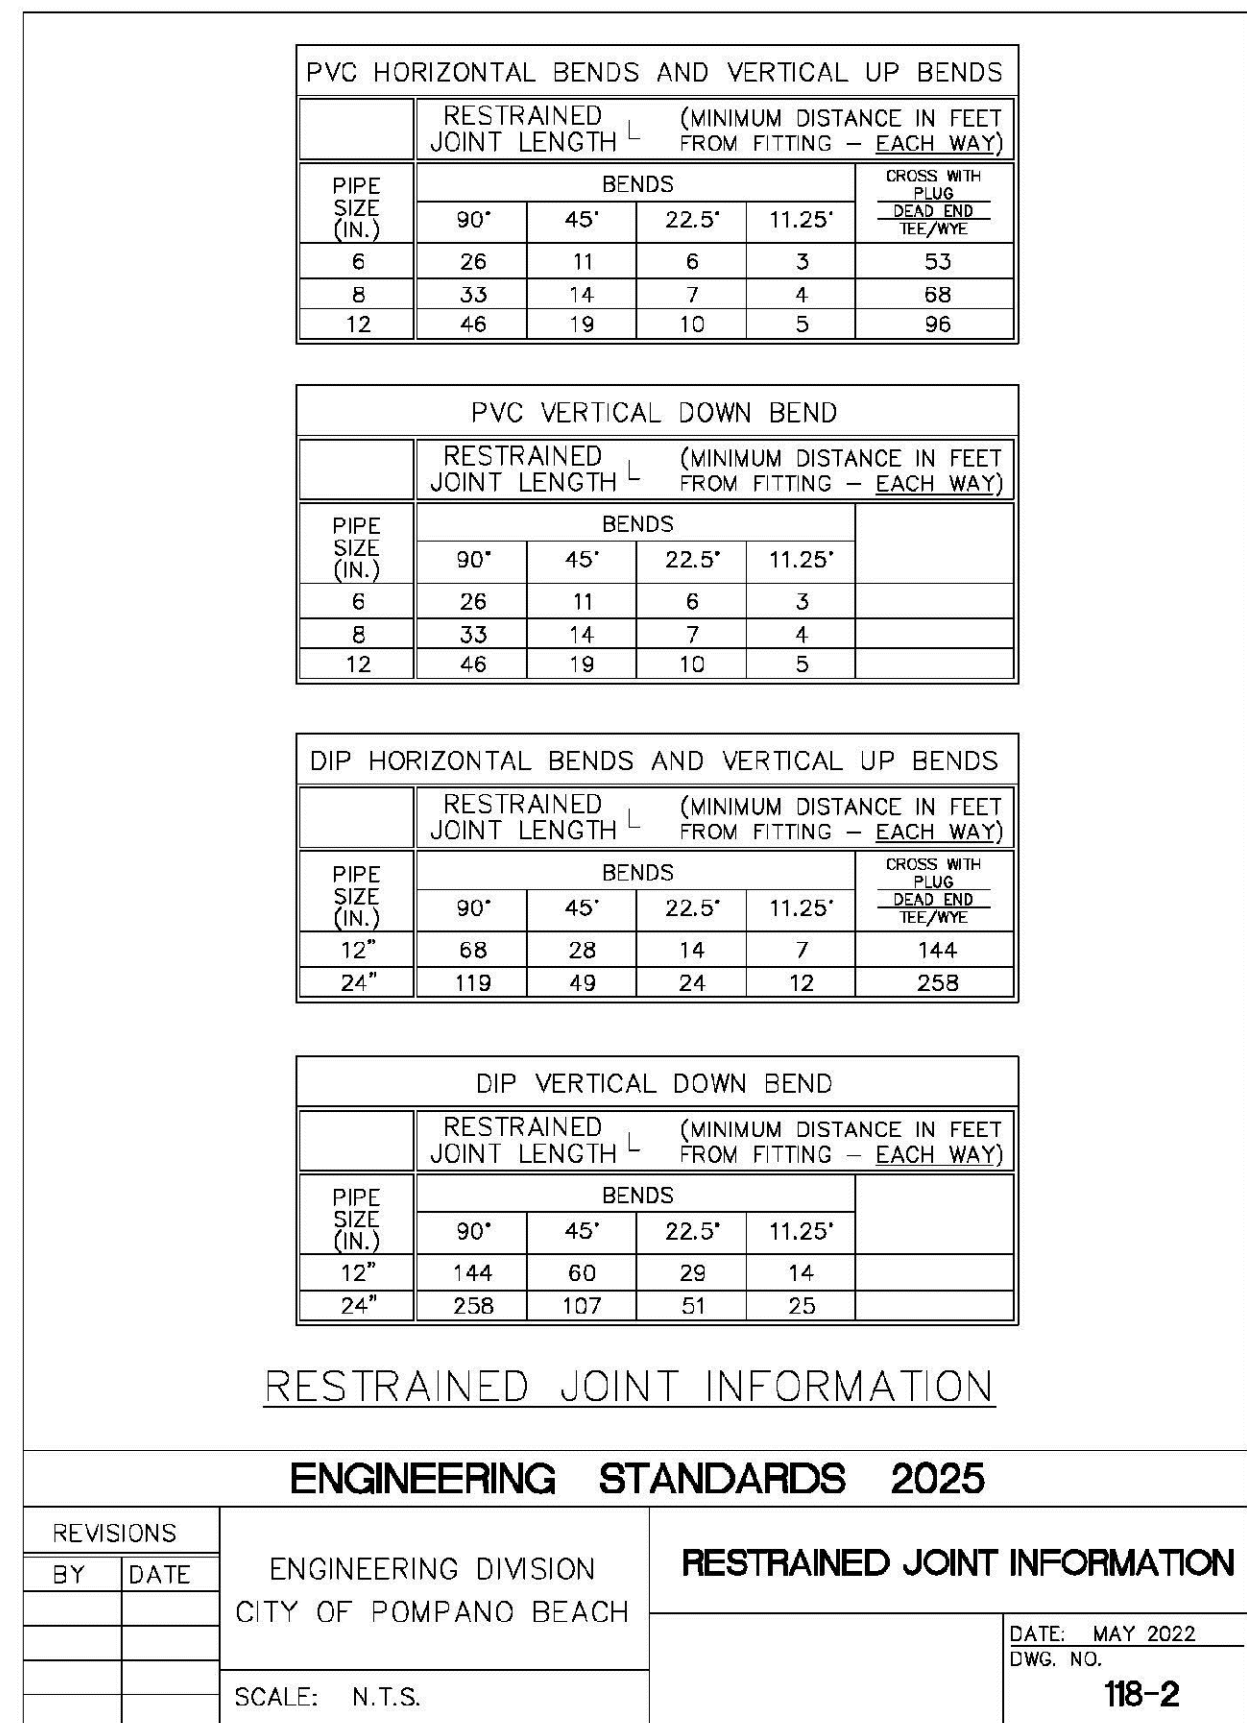 PVC HORIZONTAL BENDS AND VERTICAL UP BENDS
RESTRAINED JOINT LENGTH L (MINIMUM DISTANCE IN FEET FROM FITTING – EACH WAY)
PIPE SIZE (IN.) BENDS CROSS WITH PLUG
90° 45° 22.5° 11.25° DEAD END TEE/WYE
6 26 11 6 3 53
8 33 14 7 4 68
12 46 19 10 5 96
PVC VERTICAL DOWN BEND
RESTRAINED JOINT LENGTH L (MINIMUM DISTANCE IN FEET FROM FITTING – EACH WAY)
PIPE SIZE (IN.) BENDS
90° 45° 22.5° 11.25°
6 26 11 6 3
8 33 14 7 4
12 46 19 10 5
DIP HORIZONTAL BENDS AND VERTICAL UP BENDS
RESTRAINED JOINT LENGTH L (MINIMUM DISTANCE IN FEET FROM FITTING – EACH WAY)
PIPE SIZE (IN.) BENDS CROSS WITH PLUG
90° 45° 22.5° 11.25° DEAD END TEE/WYE
12" 68 28 14 7 144
24" 119 49 24 12 258
DIP VERTICAL DOWN BEND
RESTRAINED JOINT LENGTH L (MINIMUM DISTANCE IN FEET FROM FITTING – EACH WAY)
PIPE SIZE (IN.) BENDS
90° 45° 22.5° 11.25°
12" 144 60 29 14
24" 258 107 51 25
RESTRAINED JOINT INFORMATION
ENGINEERING STANDARDS 2025
REVISIONS
BY DATE
ENGINEERING DIVISION
CITY OF POMPANO BEACH
SCALE: N.T.S.
RESTRAINED JOINT INFORMATION
DATE: MAY 2022
DWG. NO.
118-2